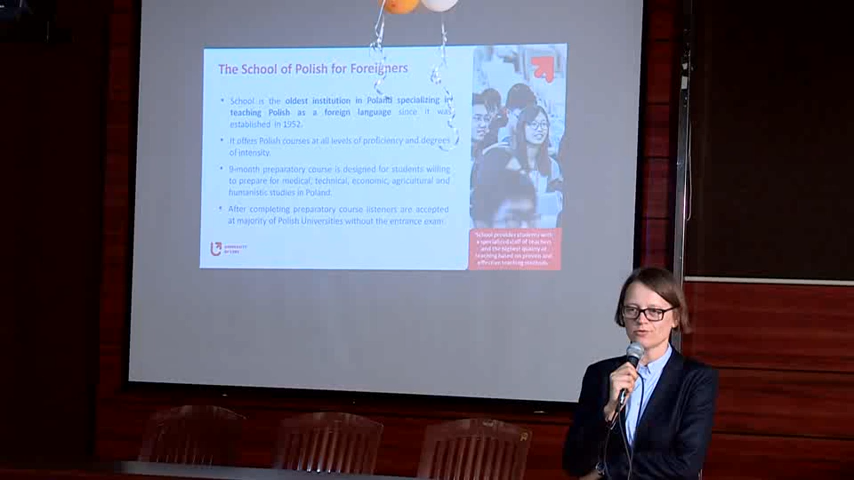 The School of Polish for Foreigners
• School is the oldest institution in Poland specializing in
teaching Polish as a foreign language since it was
established in 1952.
• It offers Polish courses at all levels of proficiency and degrees
of intensity.
• 9-month preparatory course is designed for students willing
to prepare for medical, technical, economic, agricultural and
humanistic studies in Poland.
• After completing preparatory course listeners are accepted
at majority of Polish Universities without the entrance exam.
School provides students with
a specialized staff of teachers
and the highest quality of
teaching based on proven and
effective teaching methods.
UNIVERSITY
OF LODZ